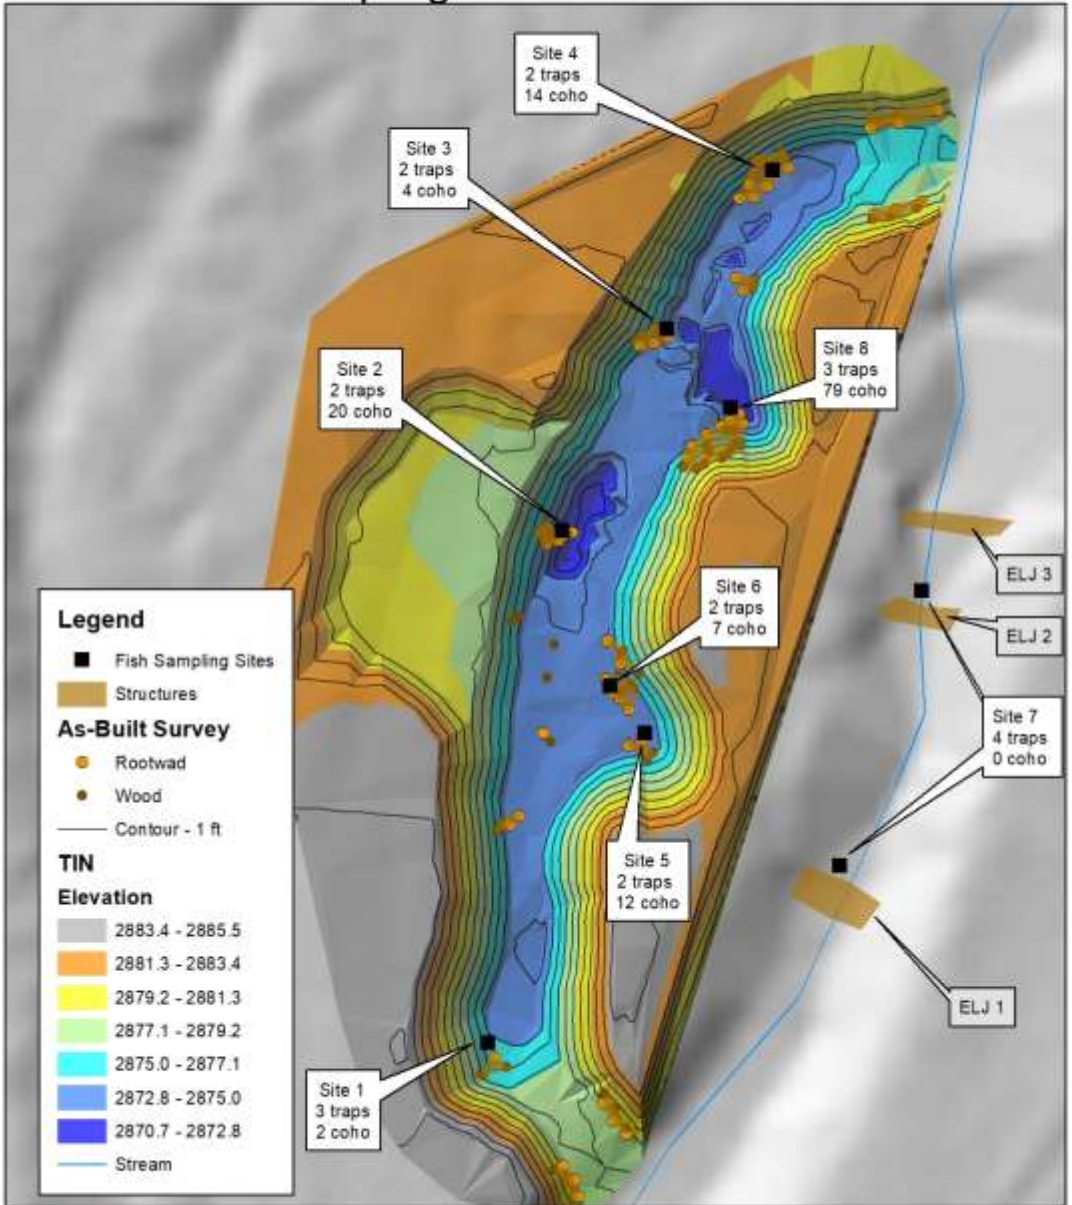 Site 4
2 traps
14 coho
Site 3
2 traps
4 coho
Site 8
3 traps
79 coho
Site 2
2 traps
20 coho
Site 6
2 traps
7 coho
ELJ 3
ELJ 2
Site 7
4 traps
0 coho
Site 5
2 traps
12 coho
ELJ 1
Site 1
3 traps
2 coho
Legend
Fish Sampling Sites
Structures
As-Built Survey
Rootwad
Wood
Contour - 1 ft
TIN
Elevation
2883.4 - 2885.5
2881.3 - 2883.4
2879.2 - 2881.3
2877.1 - 2879.2
2875.0 - 2877.1
2872.8 - 2875.0
2870.7 - 2872.8
Stream